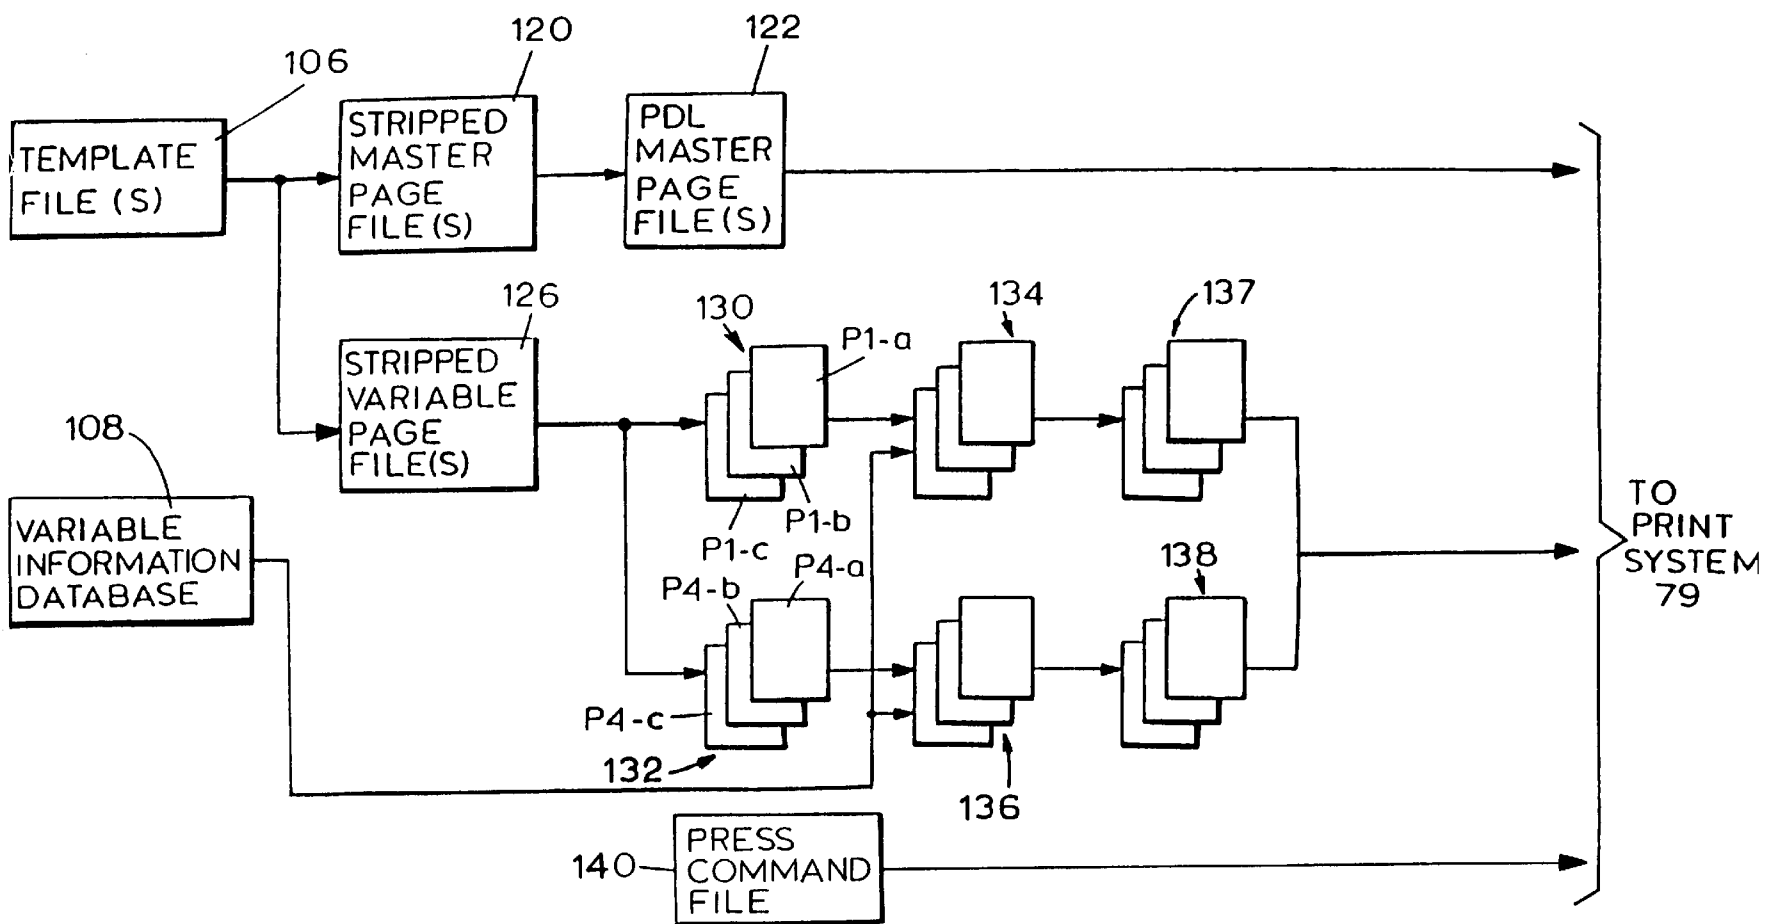 120
122
106
TEMPLATE
FILE(S)
STRIPPED
MASTER
PAGE
FILE(S)
PDL
MASTER
PAGE
FILE(S)
126
130
134
137
P1-a
STRIPPED
VARIABLE
PAGE
FILE(S)
108
P1-b
P1-c
VARIABLE
INFORMATION
DATABASE
TO
PRINT
SYSTEM
79
P4-a
P4-b
138
P4-c
132
136
140
PRESS
COMMAND
FILE